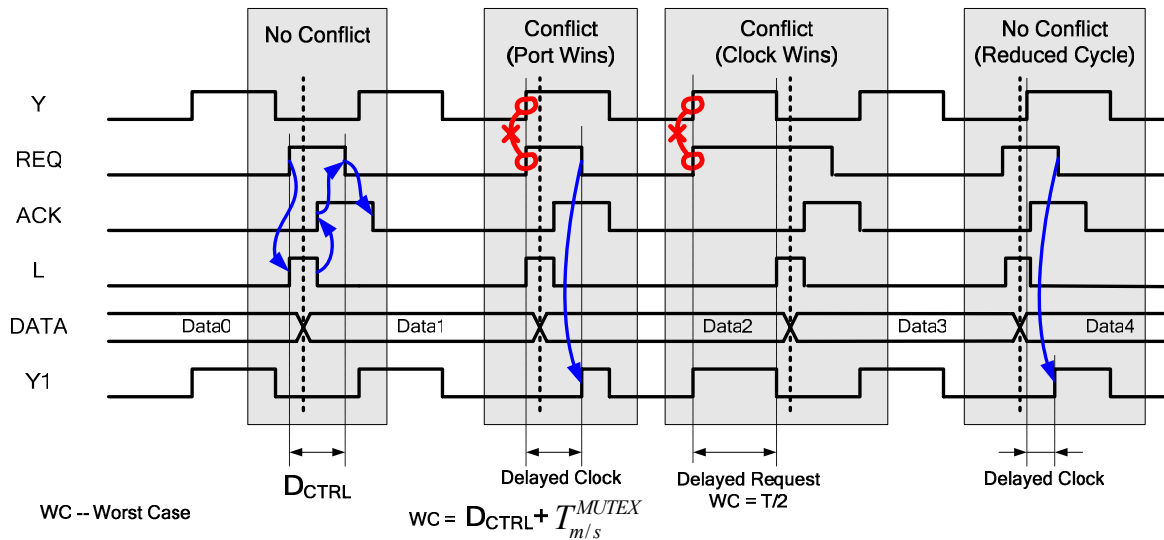 No Conflict
Conflict
(Port Wins)
Conflict
(Clock Wins)
No Conflict
(Reduced Cycle)
Y
REQ
ACK
L
DATA
Data0
Data1
Data2
Data3
Data4
Y1
DCTRL
Delayed Clock
Delayed Request
WC = T/2
Delayed Clock
WC -- Worst Case
WC = DCTRL + T m/s MUTEX